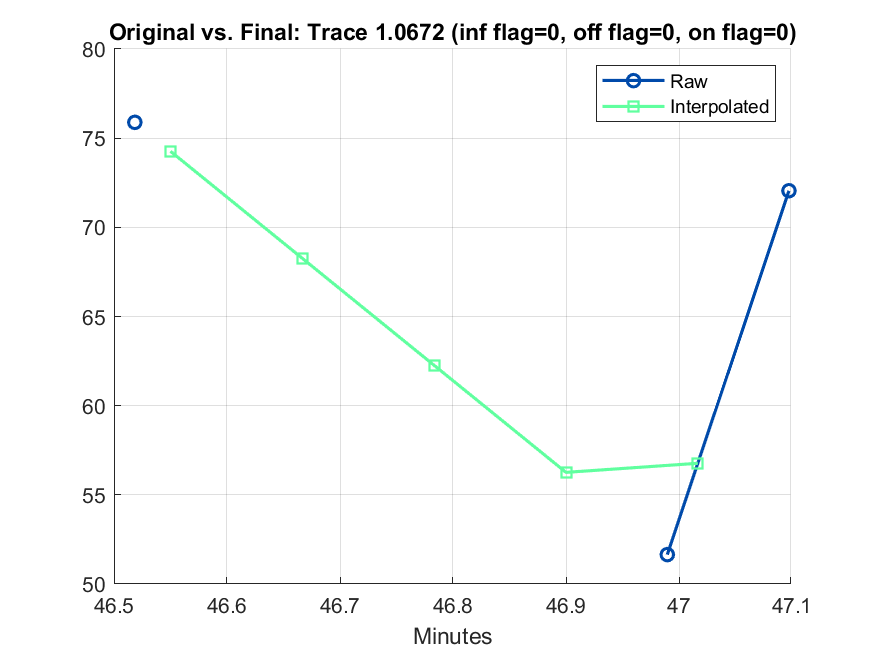 Original vs. Final: Trace 1.0672 (inf flag=0, off flag=0, on flag=0)
Raw
Interpolated
80
75
70
65
60
55
50
46.5 46.6 46.7 46.8 46.9 47 47.1
Minutes